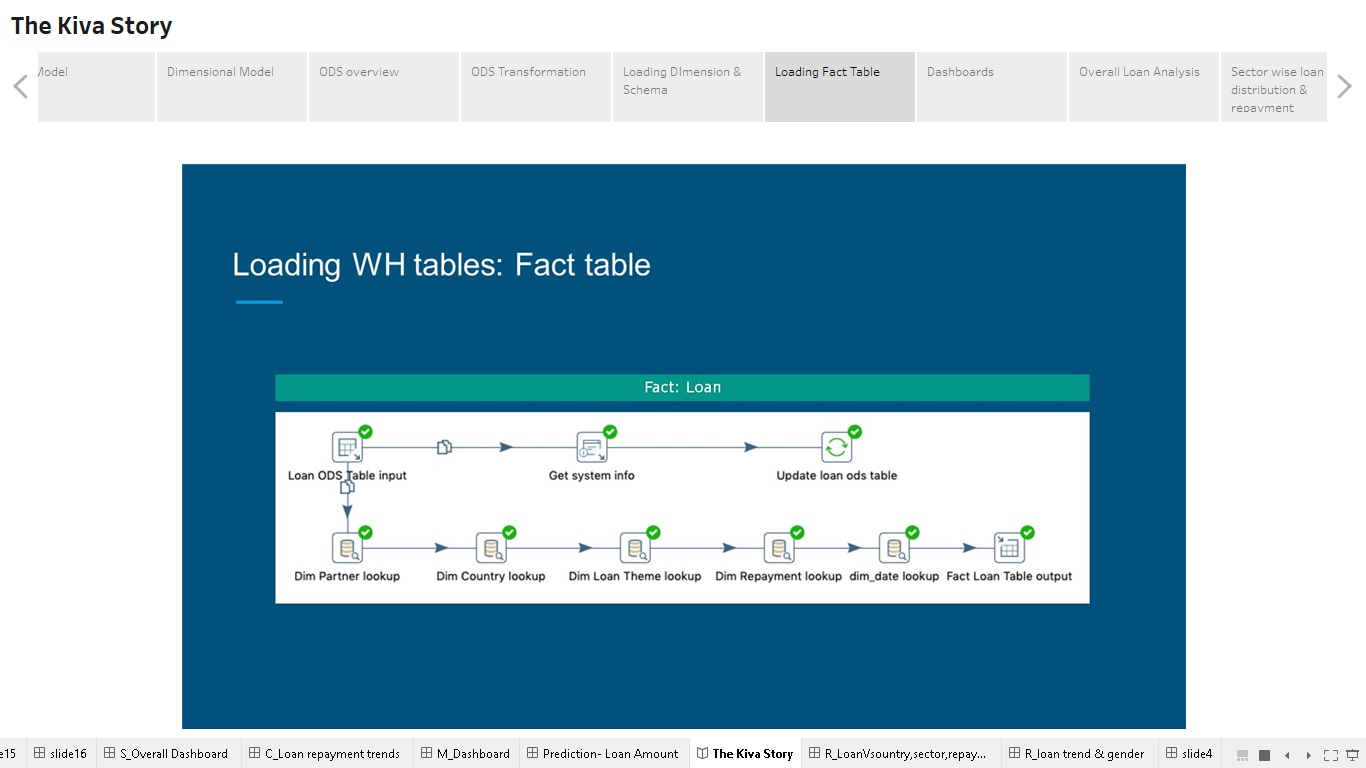 The Kiva Story
Model
Dimensional Model
ODS overview
ODS Transformation
Loading DImension &
Schema
Loading Fact Table
Dashboards
Overall Loan Analysis
Sector wise loan
distribution &
repayment
Loading WH tables: Fact table
Fact: Loan
Loan ODS Table input
Get system info
Update loan ods table
Dim Partner lookup
Dim Country lookup
Dim Loan Theme lookup
Dim Repayment lookup
dim_date lookup
Fact Loan Table output
e15
slide16
S_Overall Dashboard
C_Loan repayment trends
M_Dashboard
Prediction- Loan Amount
The Kiva Story
R_LoanVsountry,sector,repay...
R_loan trend & gender
slide4